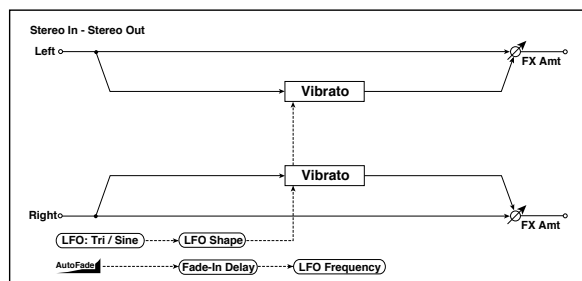 Stereo In - Stereo Out
Left
FX Amt
Vibrato
Vibrato
Right
FX Amt
LFO: Tri / Sine
LFO Shape
AutoFade
Fade-In Delay
LFO Frequency